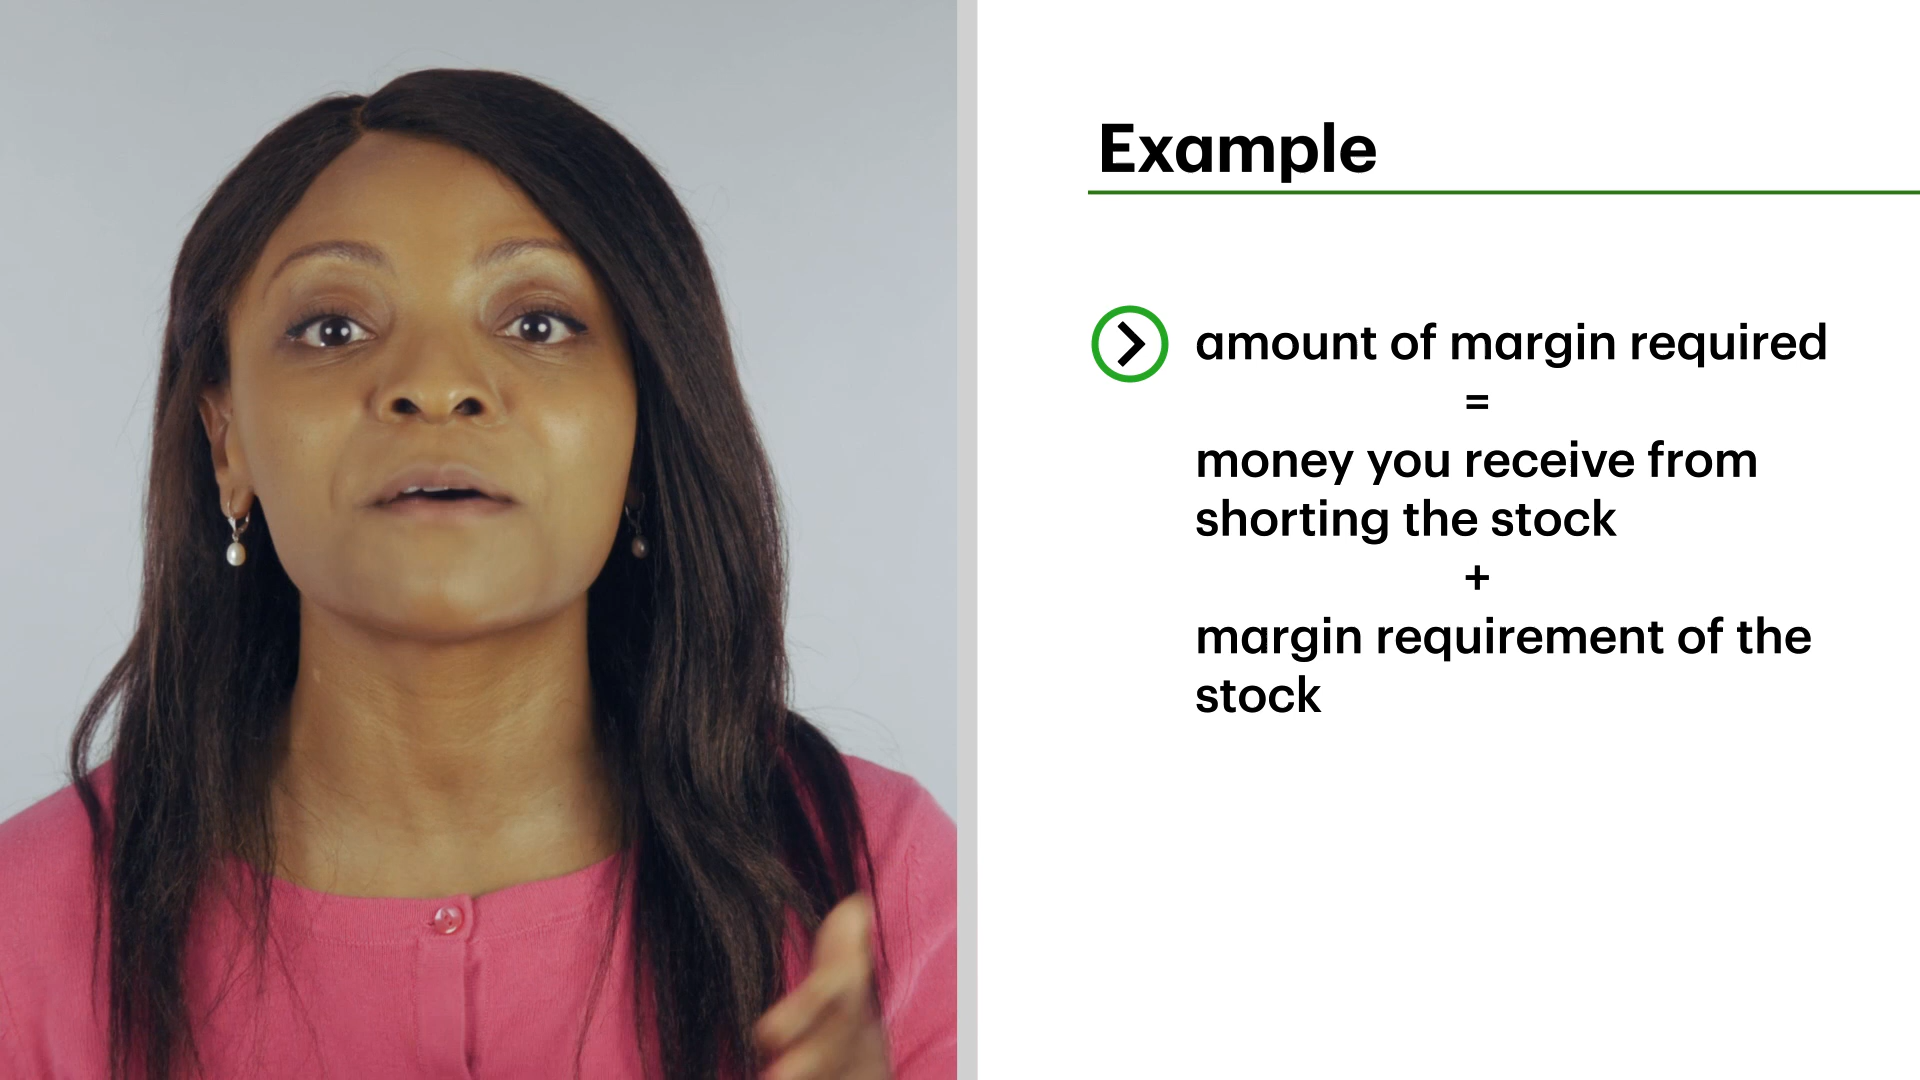 Example
amount of margin required
=
money you receive from
shorting the stock
+
margin requirement of the
stock